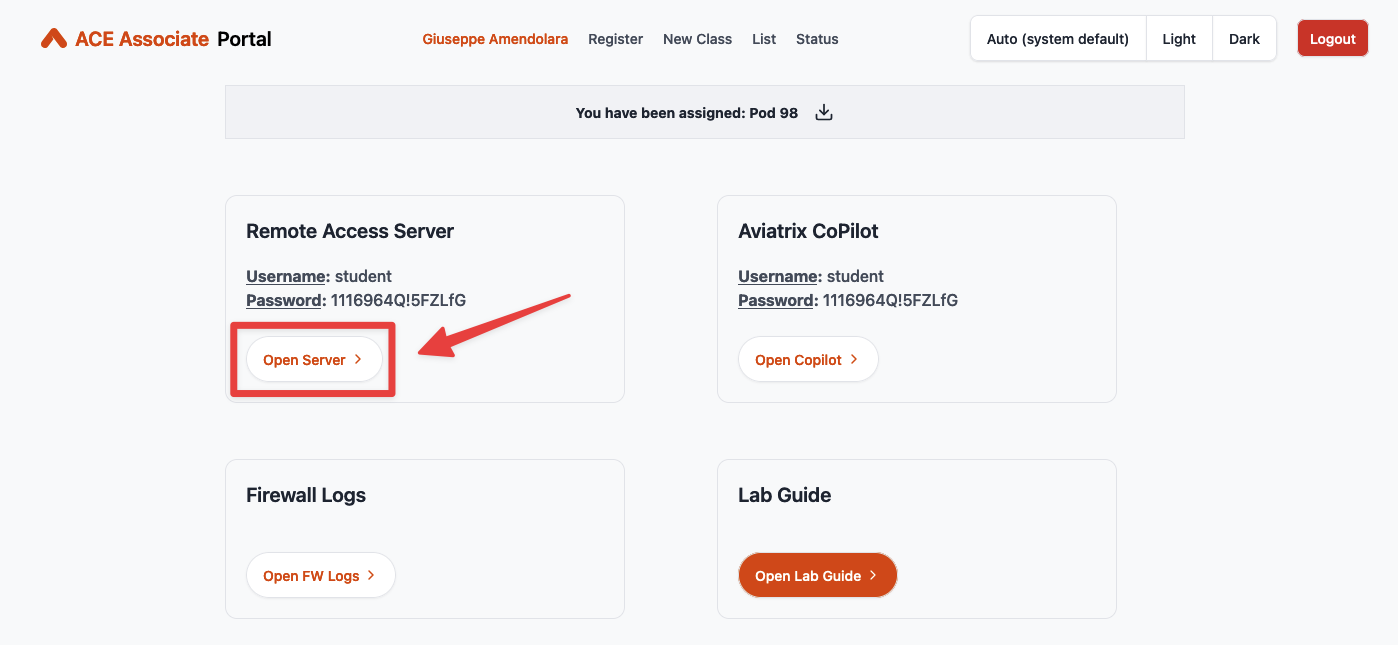 ACE Associate Portal
Giuseppe Amendolara Register New Class List Status
Auto (system default) Light Dark
Logout
You have been assigned: Pod 98
Remote Access Server
Username: student
Password: 1116964Q!5FZLfG
Open Server
Aviatrix CoPilot
Username: student
Password: 1116964Q!5FZLfG
Open Copilot
Firewall Logs
Open FW Logs
Lab Guide
Open Lab Guide